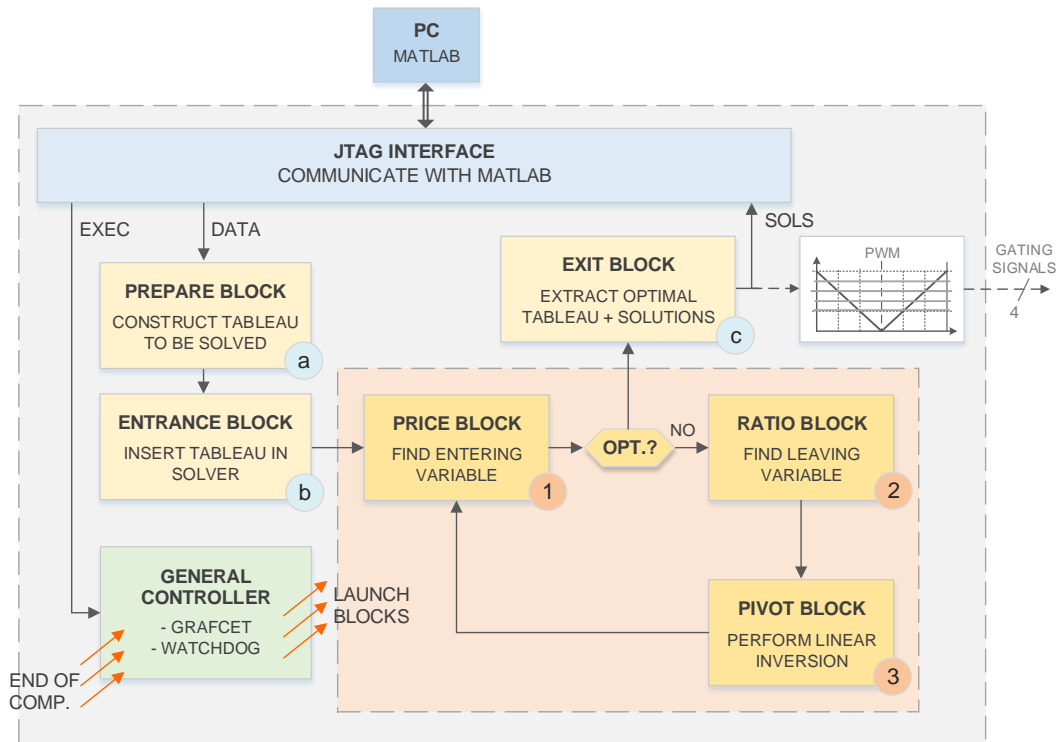 PC
MATLAB
JTAG INTERFACE
COMMUNICATE WITH MATLAB
EXEC
DATA
SOLS
PREPARE BLOCK
CONSTRUCT TABLEAU
TO BE SOLVED
a
EXIT BLOCK
EXTRACT OPTIMAL
TABLEAU + SOLUTIONS
c
PWM
GATING
SIGNALS
4
ENTRANCE BLOCK
INSERT TABLEAU IN
SOLVER
b
PRICE BLOCK
FIND ENTERING
VARIABLE
1
OPT.?
NO
RATIO BLOCK
FIND LEAVING
VARIABLE
2
GENERAL
CONTROLLER
- GRAFCET
- WATCHDOG
LAUNCH
BLOCKS
END OF
COMP.
PIVOT BLOCK
PERFORM LINEAR
INVERSION
3